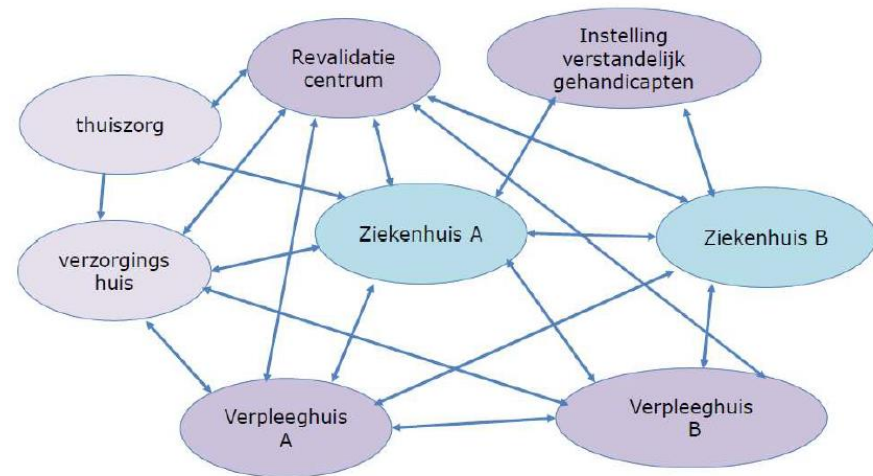 Revalidatie
centrum
Instelling
verstandelijk
gehandicapten
thuiszorg
Ziekenhuis A
Ziekenhuis B
verzorgings
huis
Verpleeghuis
A
Verpleeghuis
B